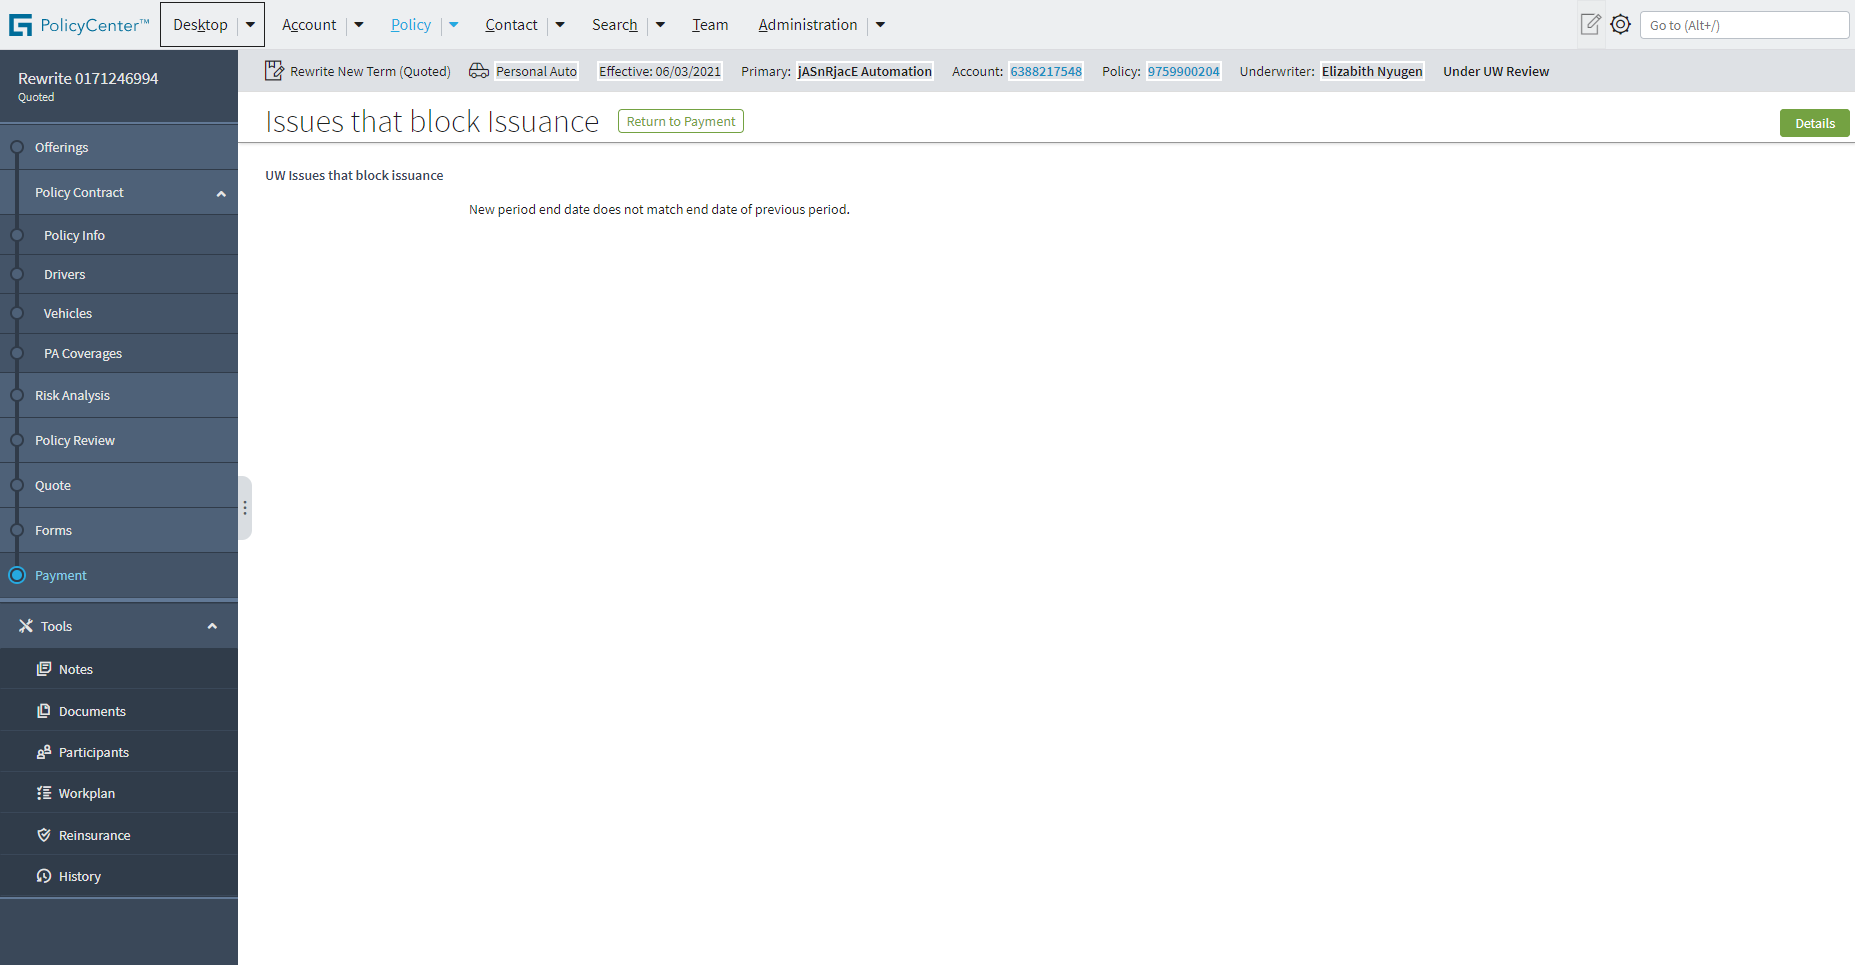 PolicyCenter™ Desktop Account Policy Contact Search Team Administration Go to (Alt+/)
Rewrite 0171246994
Quoted
Rewrite New Term (Quoted) Personal Auto Effective: 06/03/2021 Primary: jASnRjacE Automation Account: 6388217548 Policy: 9759900204 Underwriter: Elizabith Nyugen Under UW Review
Issues that block Issuance Return to Payment Details
UW Issues that block issuance
New period end date does not match end date of previous period.
Offerings
Policy Contract
Policy Info
Drivers
Vehicles
PA Coverages
Risk Analysis
Policy Review
Quote
Forms
Payment
Tools
Notes
Documents
Participants
Workplan
Reinsurance
History